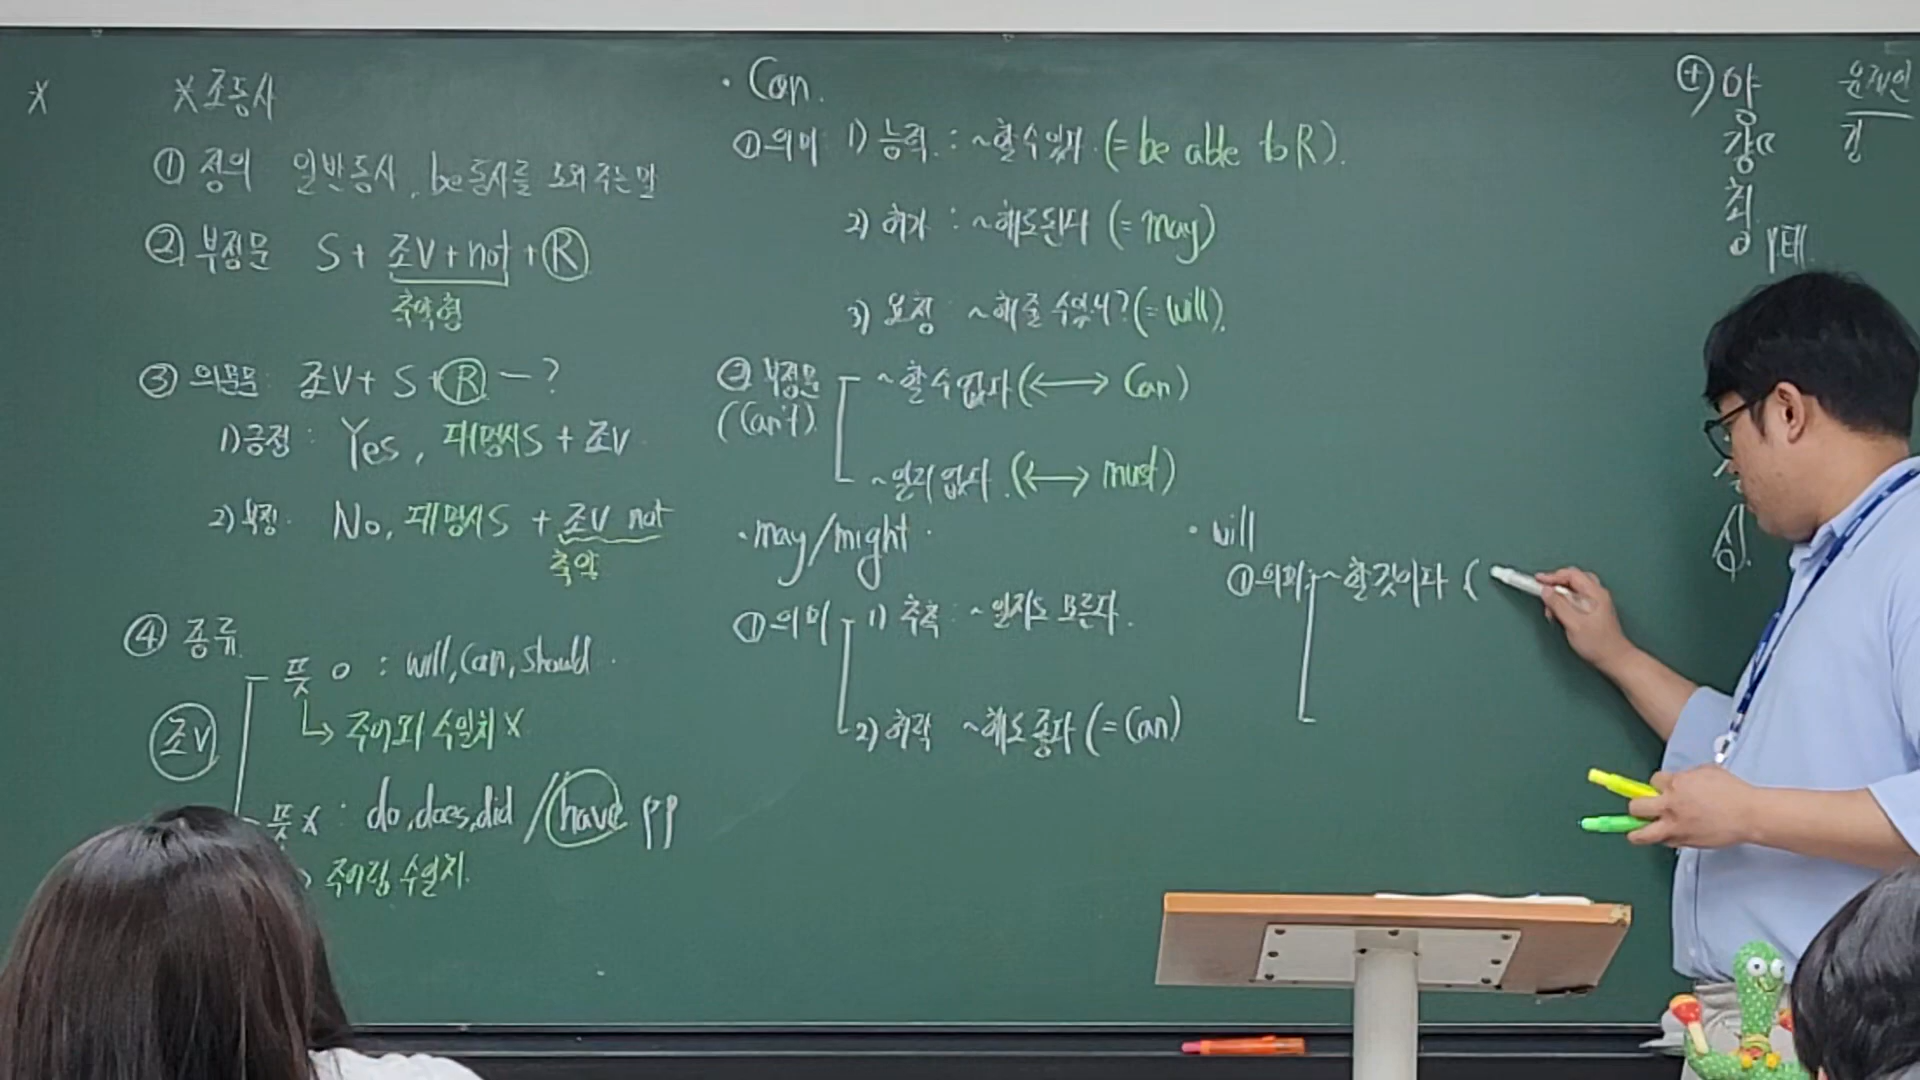 * 조동사
① 정의 일반동사, be동사를 도와주는 말
② 부정문 S + 조V + not + Ⓡ
축약형
③ 의문문 조V + S + Ⓡ ー ?
1) 긍정 : Yes, 대명사S + 조V
2) 부정. No, 대명사S + 조V not
축약
④ 종류
조V
뜻 o : will, can, should
↳ 주어와 수일치 X
뜻 x : do, does, did / have pp
수일치.
· Can.
① 의미 1) 능력 : ~할 수 있다. (= be able to R).
2) 허가 : ~해도 된다 (= may)
3) 요청 ~해 줄 수 있니? (= will).
② 부정문 (Can't).
~할 수 없다 (↔ Can)
~일 리 없다. (↔ must)
· may/might ·
① 의미 1) 추측 : ~일지도 모른다.
2) 허락 ~해도 좋다 (= Can)
· will
① 의미 ~할 것이다 (
⊕ 야
최